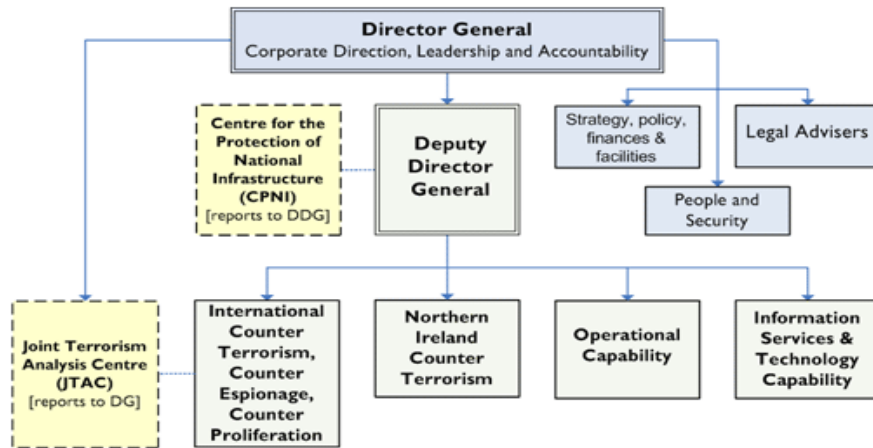 Director General
Corporate Direction, Leadership and Accountability
Centre for the
Protection of
National
Infrastructure
(CPNI)
[reports to DDG]
Deputy
Director
General
Strategy, policy,
finances &
facilities
Legal Advisers
People and
Security
Joint Terrorism
Analysis Centre
(JTAC)
[reports to DG]
International
Counter
Terrorism,
Counter
Espionage,
Counter
Proliferation
Northern
Ireland
Counter
Terrorism
Operational
Capability
Information
Services &
Technology
Capability